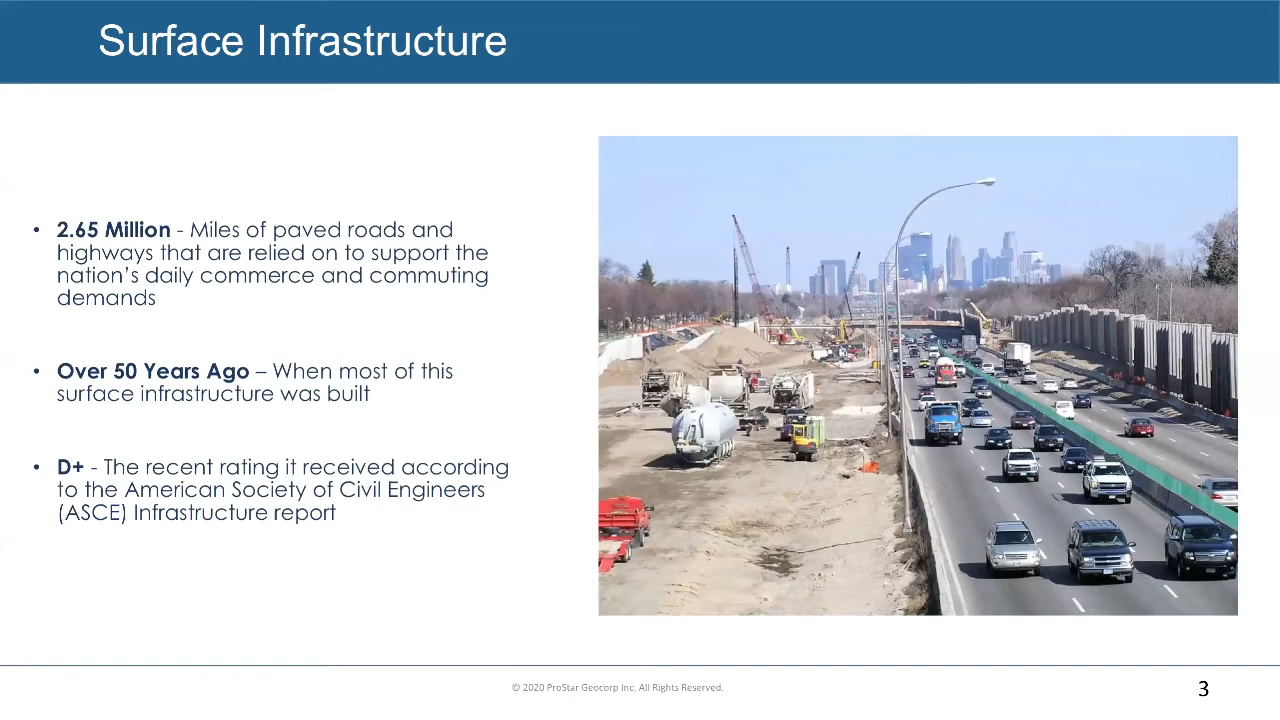 Surface Infrastructure
• 2.65 Million - Miles of paved roads and
highways that are relied on to support the
nation’s daily commerce and commuting
demands
• Over 50 Years Ago – When most of this
surface infrastructure was built
• D+ - The recent rating it received according
to the American Society of Civil Engineers
(ASCE) Infrastructure report
© 2020 ProStar Geocorp Inc. All Rights Reserved.
3